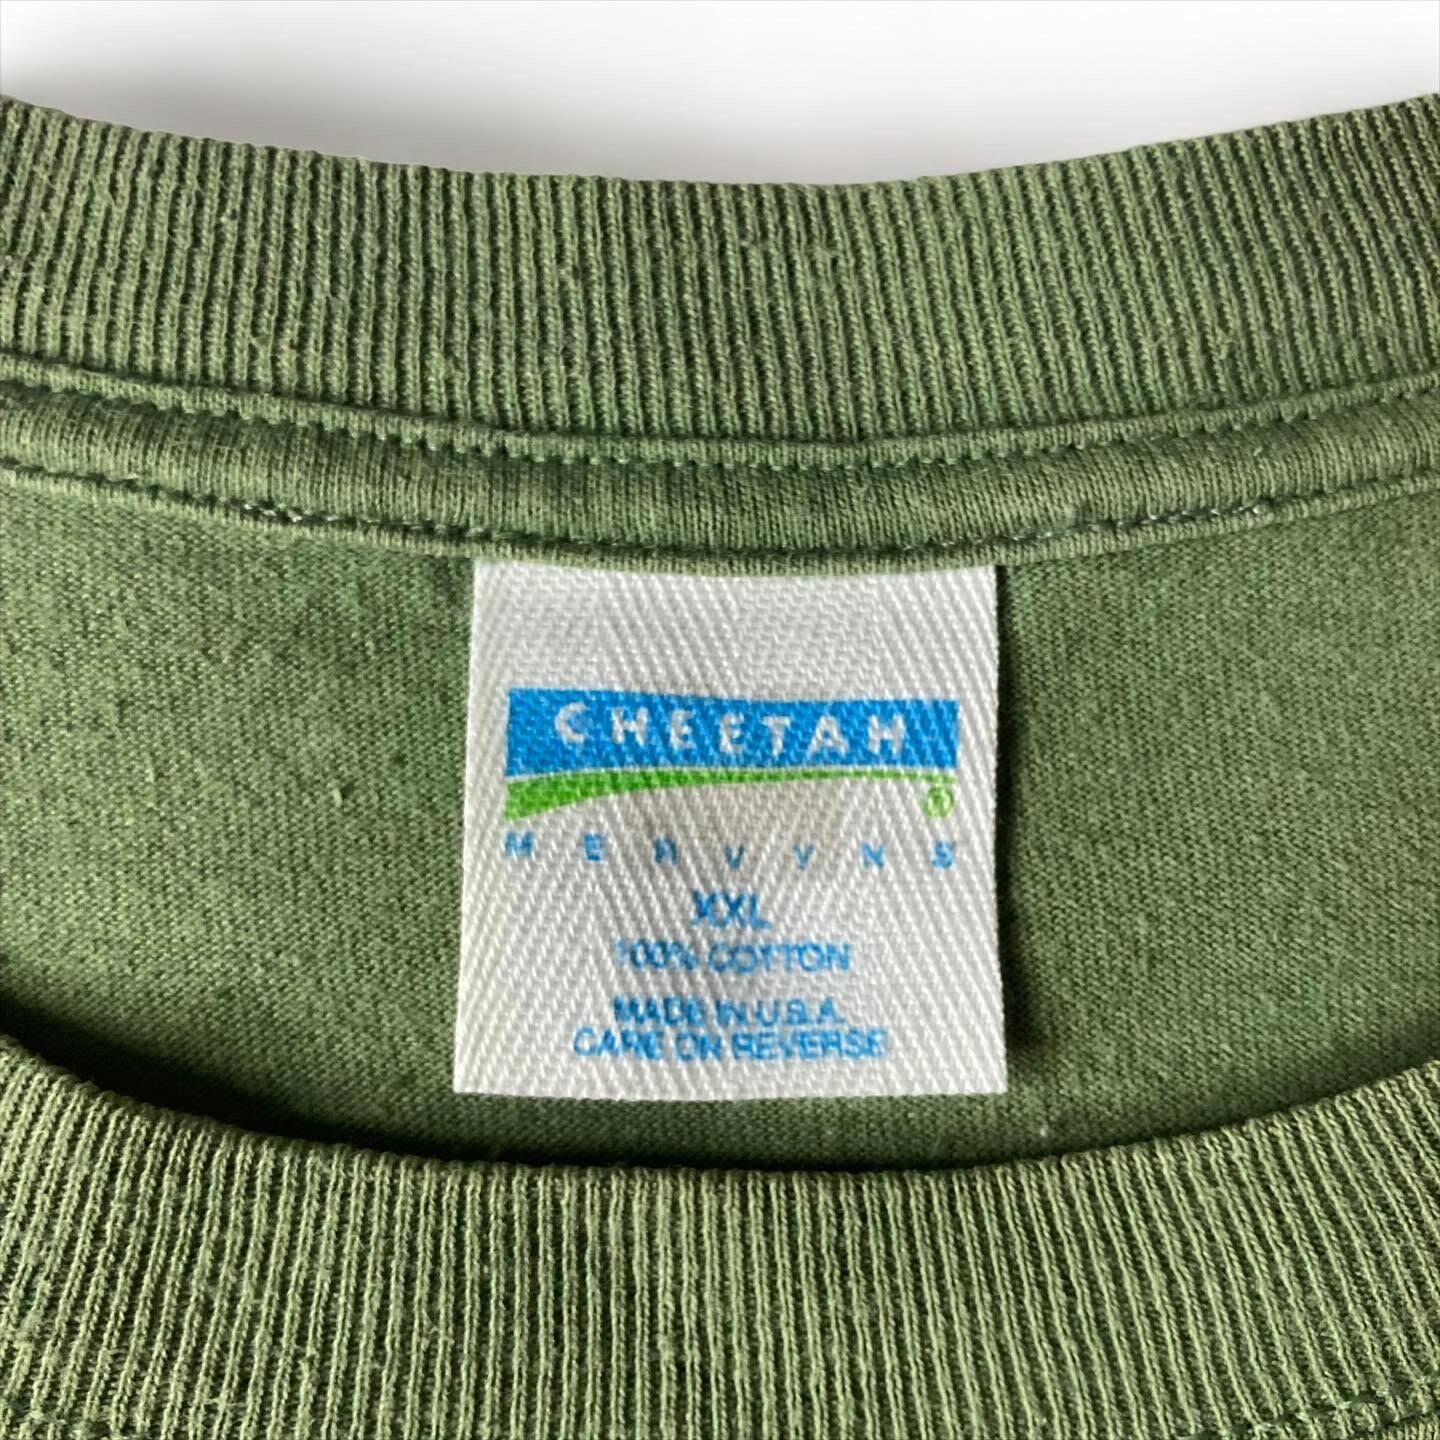 CHEETAH
®
MERVYNS
XXL
100% COTTON
MADE IN U.S.A.
CARE ON REVERSE